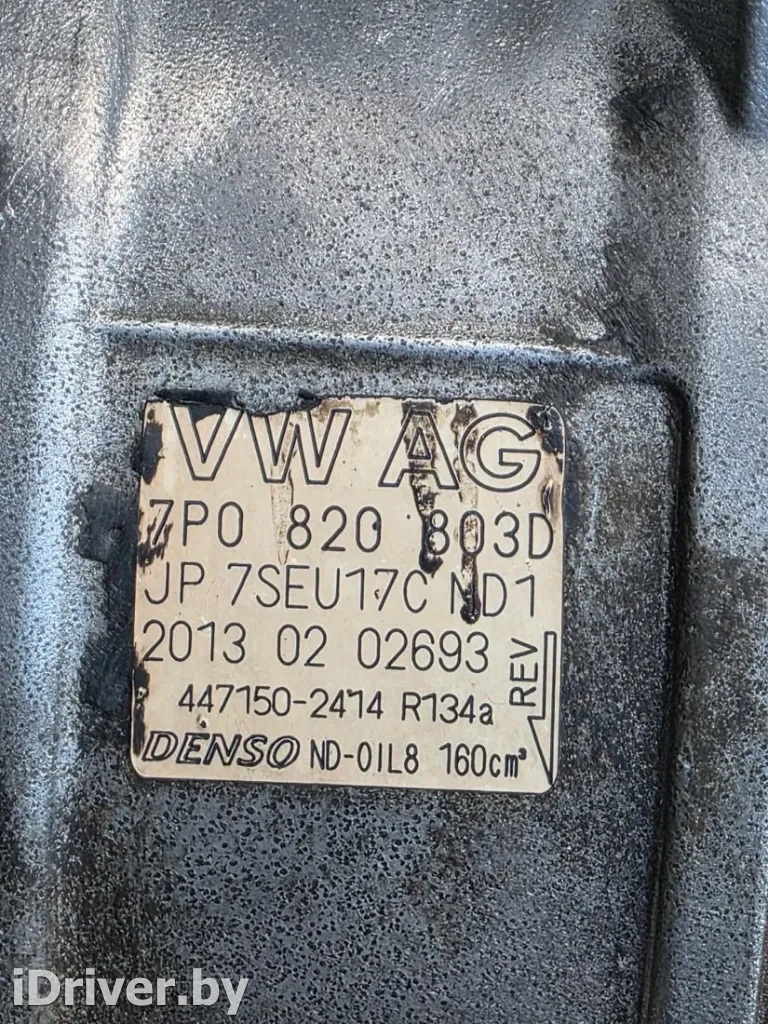 VW AG
7P0 820 803D
JP 7SEU17C ND1
2013 02 02693
447150-2414 R134a
REV
DENSO ND-OIL8 160cm³
iDriver.by